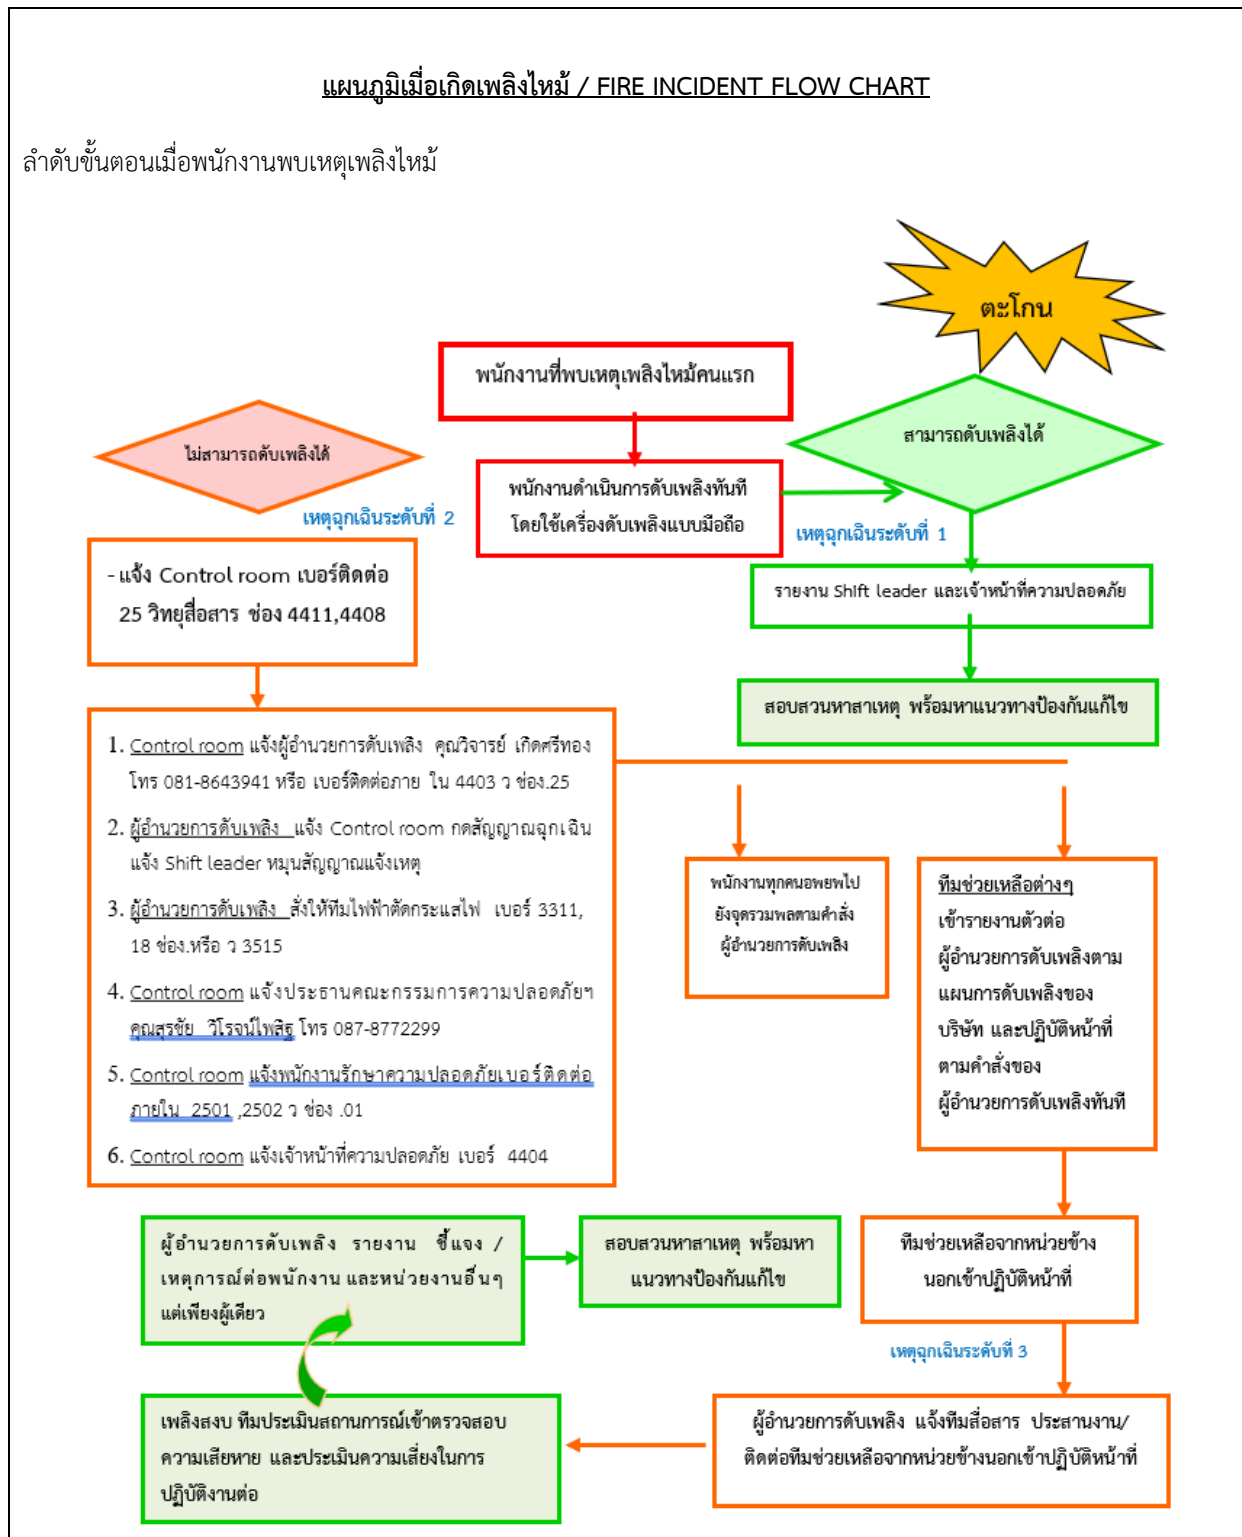 แผนภูมิเมื่อเกิดเพลิงไหม้ / FIRE INCIDENT FLOW CHART
ลำดับขั้นตอนเมื่อพนักงานพบเหตุเพลิงไหม้
ตะโกน
พนักงานที่พบเหตุเพลิงไหม้คนแรก
สามารถดับเพลิงได้
ไม่สามารถดับเพลิงได้
พนักงานดำเนินการดับเพลิงทันที
โดยใช้เครื่องดับเพลิงแบบมือถือ
เหตุฉุกเฉินระดับที่ 2
เหตุฉุกเฉินระดับที่ 1
- แจ้ง Control room เบอร์ติดต่อ
25 วิทยุสื่อสาร ช่อง 4411,4408
รายงาน Shift leader และเจ้าหน้าที่ความปลอดภัย
สอบสวนหาสาเหตุ พร้อมหาแนวทางป้องกันแก้ไข
1. Control room แจ้งผู้อำนวยการดับเพลิง คุณวิจารย์ เกิดศรีทอง
โทร 081-8643941 หรือ เบอร์ติดต่อภาย ใน 4403 ว ช่อง.25
2. ผู้อำนวยการดับเพลิง แจ้ง Control room กดสัญญาณฉุกเฉิน
แจ้ง Shift leader หมุนสัญญาณแจ้งเหตุ
3. ผู้อำนวยการดับเพลิง สั่งให้ทีมไฟฟ้าตัดกระแสไฟ เบอร์ 3311,
18 ช่อง.หรือ ว 3515
4. Control room แจ้งประธานคณะกรรมการความปลอดภัยฯ
คุณสุรชัย วิโรจน์ไพสิฐ โทร 087-8772299
5. Control room แจ้งพนักงานรักษาความปลอดภัยเบอร์ติดต่อ
ภายใน 2501 ,2502 ว ช่อง .01
6. Control room แจ้งเจ้าหน้าที่ความปลอดภัย เบอร์ 4404
พนักงานทุกคนอพยพไป
ยังจุดรวมพลตามคำสั่ง
ผู้อำนวยการดับเพลิง
ทีมช่วยเหลือต่างๆ
เข้ารายงานตัวต่อ
ผู้อำนวยการดับเพลิงตาม
แผนการดับเพลิงของ
บริษัท และปฏิบัติหน้าที่
ตามคำสั่งของ
ผู้อำนวยการดับเพลิงทันที
ผู้อำนวยการดับเพลิง รายงาน ชี้แจง /
เหตุการณ์ต่อพนักงาน และหน่วยงานอื่นๆ
แต่เพียงผู้เดียว
สอบสวนหาสาเหตุ พร้อมหา
แนวทางป้องกันแก้ไข
ทีมช่วยเหลือจากหน่วยข้าง
นอกเข้าปฏิบัติหน้าที่
เหตุฉุกเฉินระดับที่ 3
เพลิงสงบ ทีมประเมินสถานการณ์เข้าตรวจสอบ
ความเสียหาย และประเมินความเสี่ยงในการ
ปฏิบัติงานต่อ
ผู้อำนวยการดับเพลิง แจ้งทีมสื่อสาร ประสานงาน/
ติดต่อทีมช่วยเหลือจากหน่วยข้างนอกเข้าปฏิบัติหน้าที่